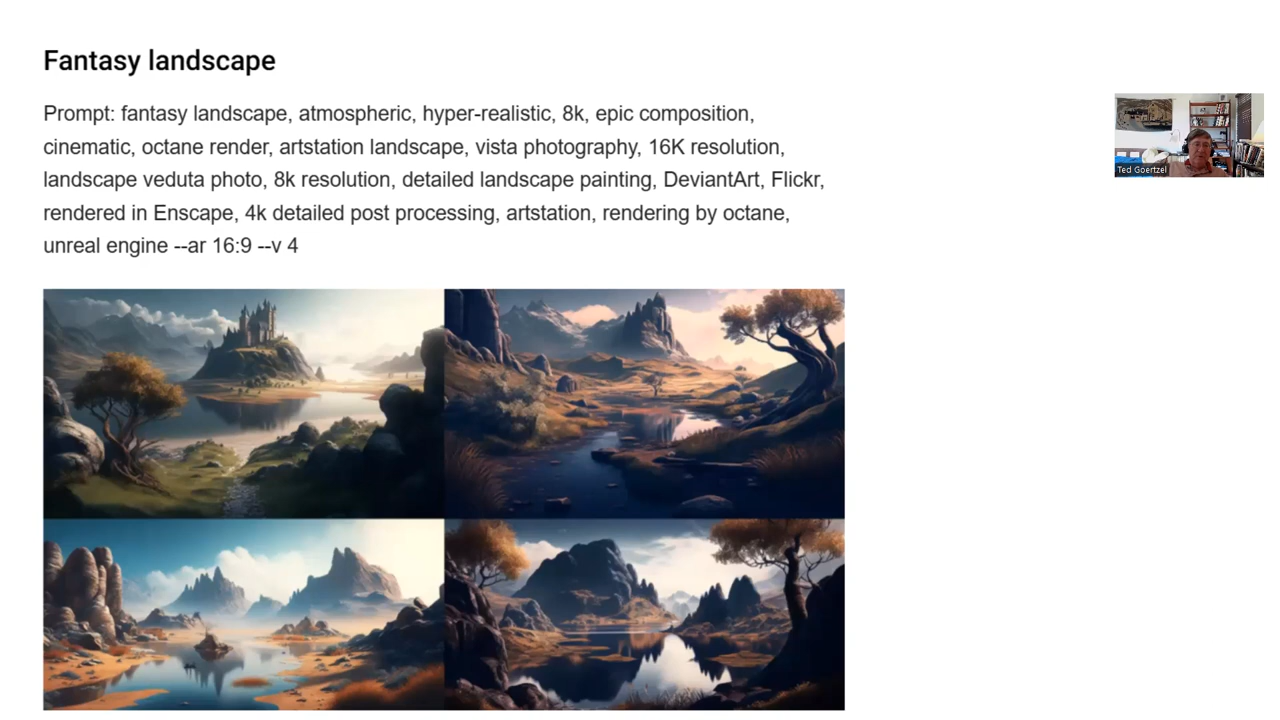 Fantasy landscape
Prompt: fantasy landscape, atmospheric, hyper-realistic, 8k, epic composition,
cinematic, octane render, artstation landscape, vista photography, 16K resolution,
landscape veduta photo, 8k resolution, detailed landscape painting, DeviantArt, Flickr,
rendered in Enscape, 4k detailed post processing, artstation, rendering by octane,
unreal engine --ar 16:9 --v 4
Ted Goertzel